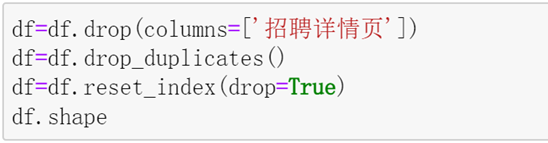 df=df.drop(columns=['招聘详情页'])
df=df.drop_duplicates()
df=df.reset_index(drop=True)
df.shape